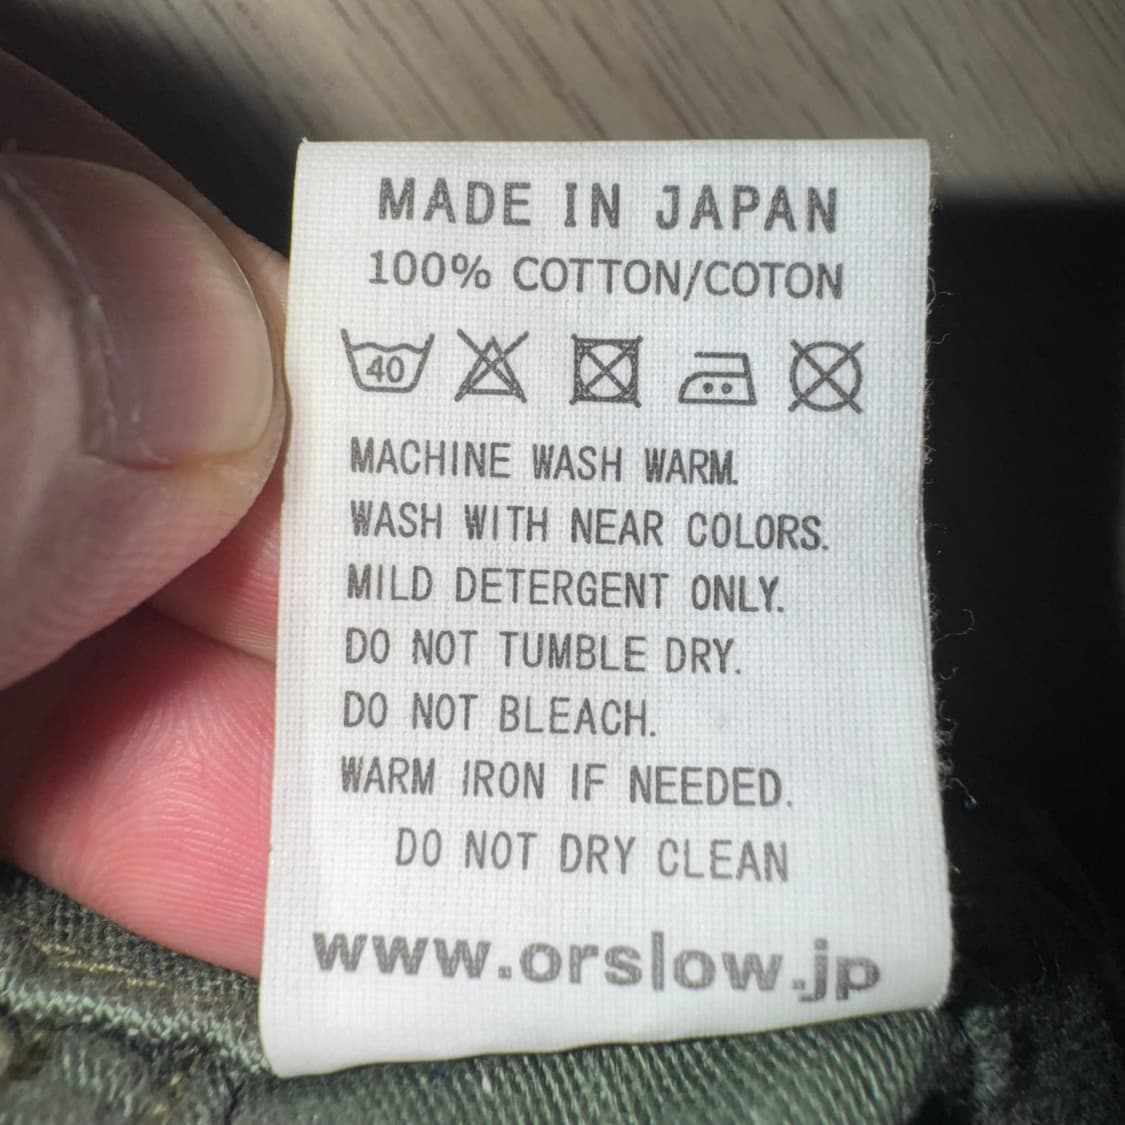 MADE IN JAPAN
100% COTTON/COTON
40
MACHINE WASH WARM.
WASH WITH NEAR COLORS.
MILD DETERGENT ONLY.
DO NOT TUMBLE DRY.
DO NOT BLEACH.
WARM IRON IF NEEDED.
DO NOT DRY CLEAN
www.orslow.jp